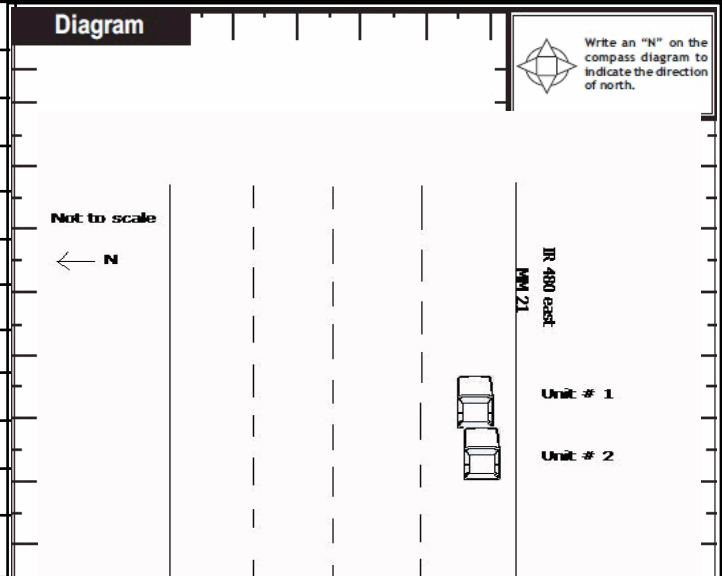 Diagram
Write an "N" on the
compass diagram to
indicate the direction
of north.
Not to scale
N
IR 480 east
MM 21
Unit # 1
Unit # 2